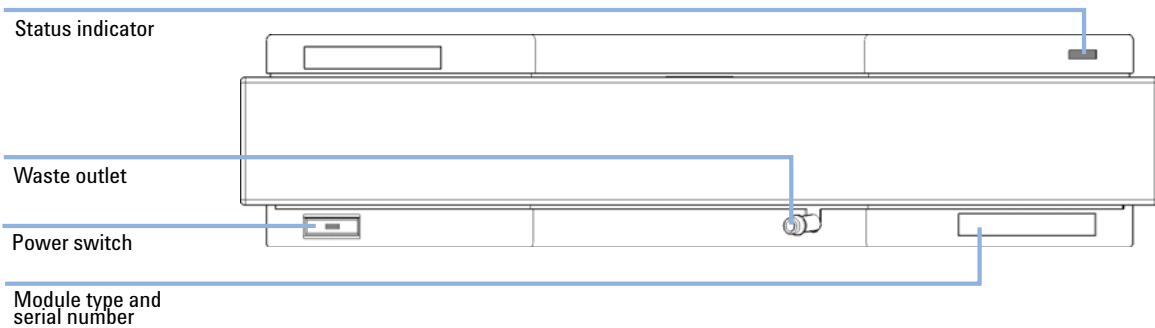 Status indicator
Waste outlet
Power switch
Module type and
serial number